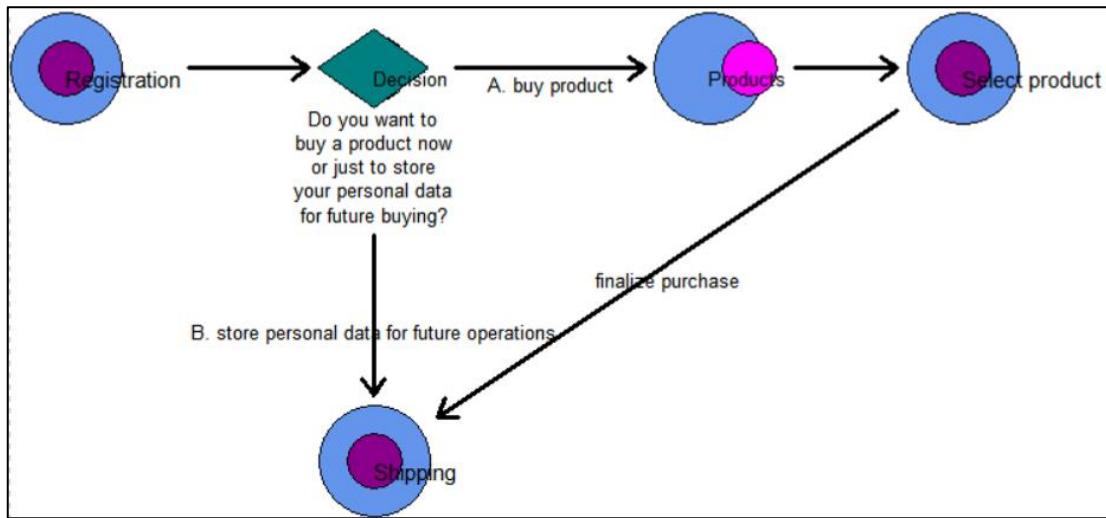 Registration
Decision
A. buy product
Products
Select product
Do you want to
buy a product now
or just to store
your personal data
for future buying?
finalize purchase
B. store personal data for future operations
Shipping